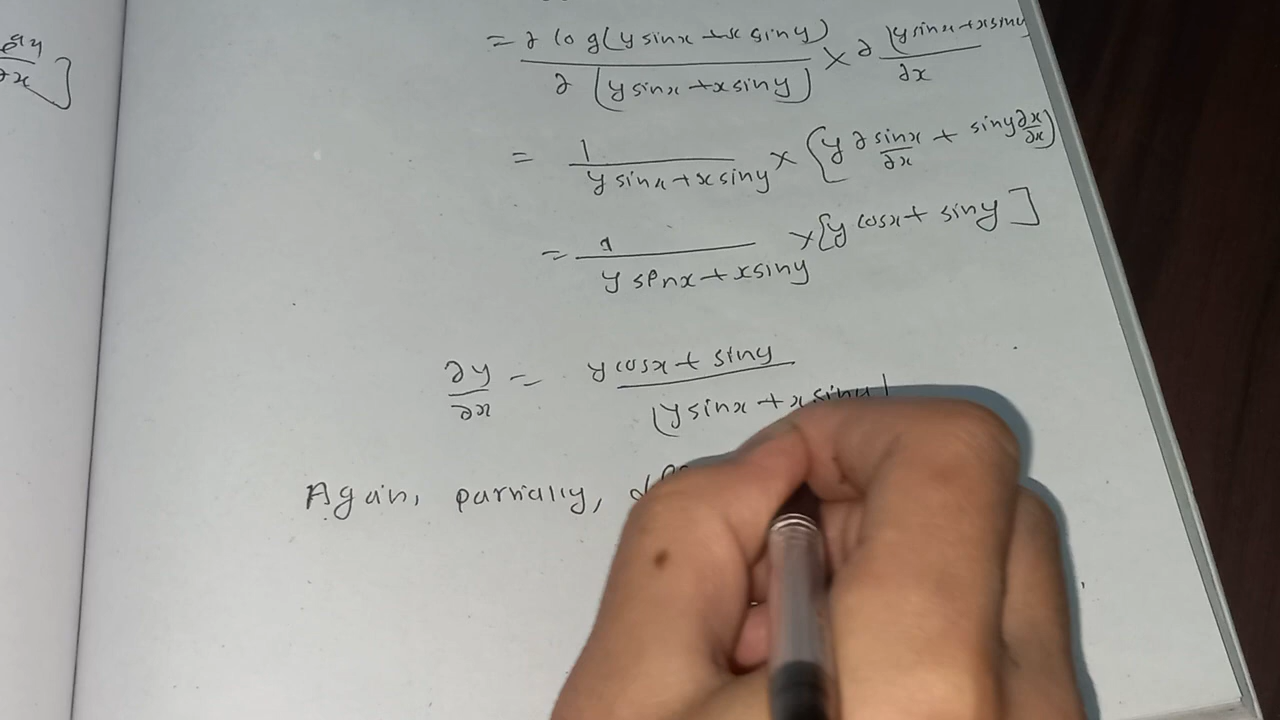 = ∂ log(y sinx + x siny) / ∂ (y sinx + x siny) × ∂ (y sinx + x siny / ∂x
= 1 / y sinx + x siny × [y ∂ sinx / ∂x + siny ∂x / ∂x]
= 1 / y sinx + x siny × [y cosx + siny]
∂y / ∂x = y cosx + siny / (y sinx + x siny)
Again, partially,